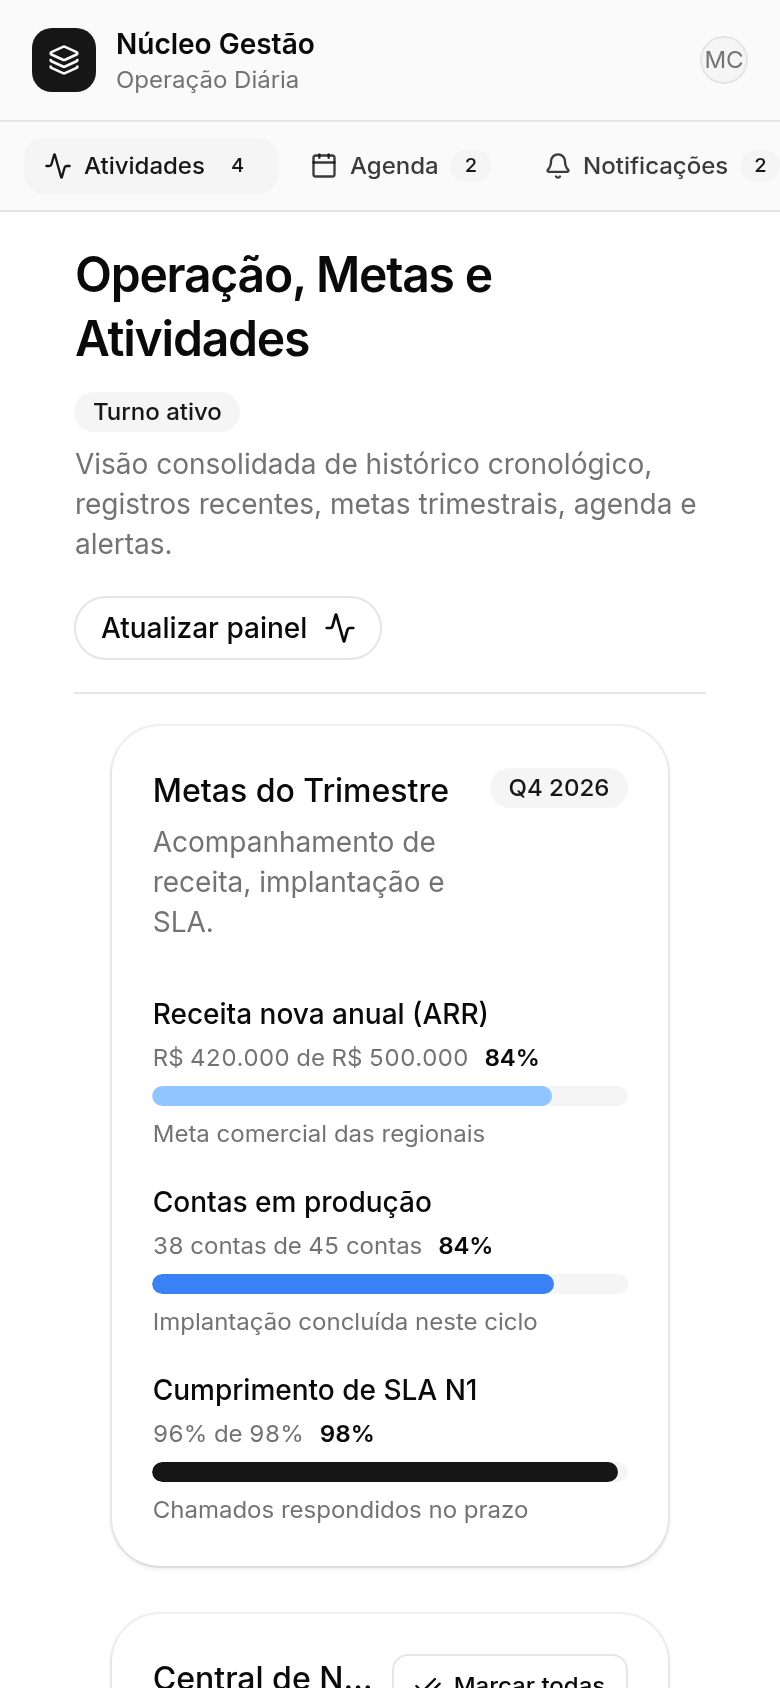 Núcleo Gestão
Operação Diária
MC
Atividades 4 Agenda 2 Notificações 2
Operação, Metas e
Atividades
Turno ativo
Visão consolidada de histórico cronológico,
registros recentes, metas trimestrais, agenda e
alertas.
Atualizar painel
Metas do Trimestre Q4 2026
Acompanhamento de
receita, implantação e
SLA.
Receita nova anual (ARR)
R$ 420.000 de R$ 500.000 84%
Meta comercial das regionais
Contas em produção
38 contas de 45 contas 84%
Implantação concluída neste ciclo
Cumprimento de SLA N1
96% de 98% 98%
Chamados respondidos no prazo
Central de N... Marcar todas